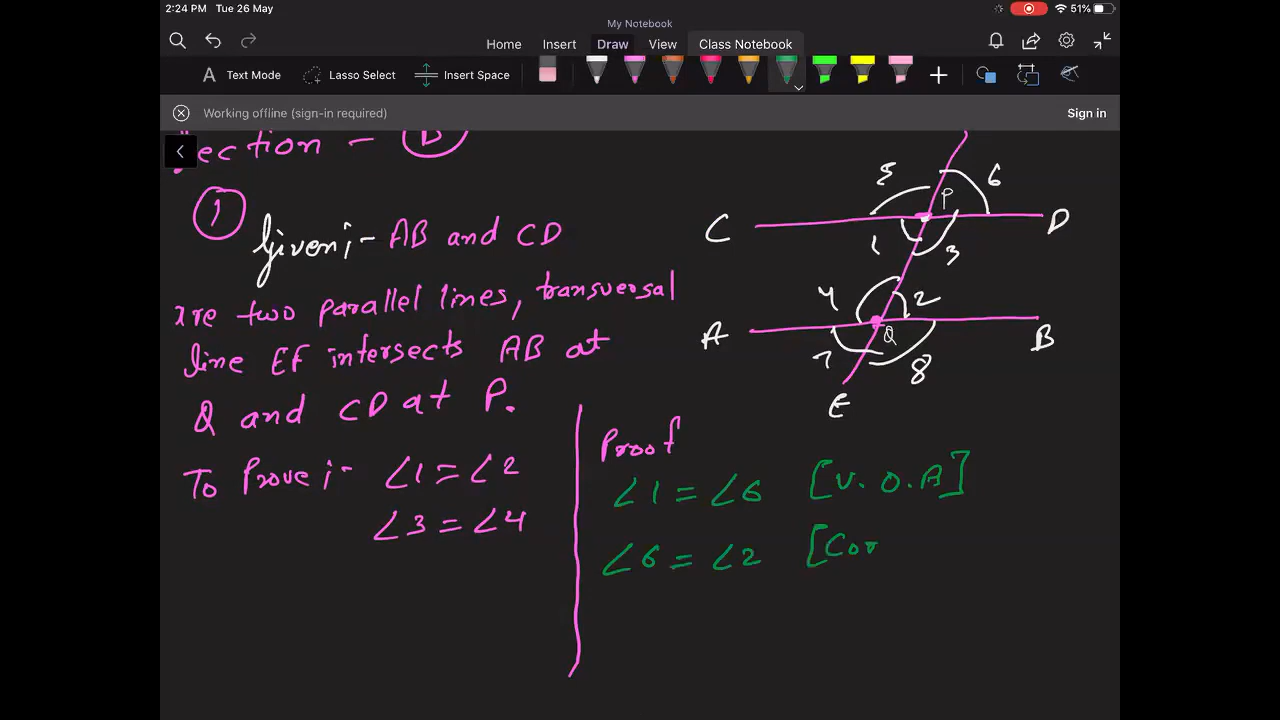 2:24 PM Tue 26 May
51%
My Notebook
Home Insert Draw View Class Notebook
Text Mode Lasso Select Insert Space
Working offline (sign-in required) Sign in
ection - B
1
Given:- AB and CD
are two parallel lines, transversal
line EF intersects AB at
Q and CD at P.
To Prove:- ∠1 = ∠2
∠3 = ∠4
5 6
P
C D
1 3
4 2
A Q B
7 8
E
Proof
∠1 = ∠6 [V.O.A]
∠6 = ∠2 [Cor